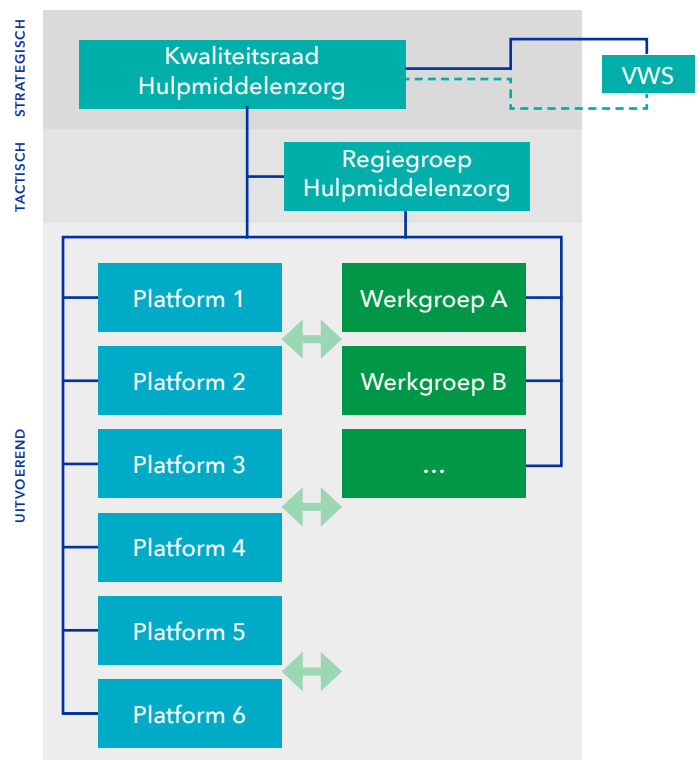 STRATEGISCH
Kwaliteitsraad
Hulpmiddelenzorg
VWS
TACTISCH
Regiegroep
Hulpmiddelenzorg
UITVOEREND
Platform 1
Werkgroep A
Platform 2
Werkgroep B
Platform 3
...
Platform 4
Platform 5
Platform 6